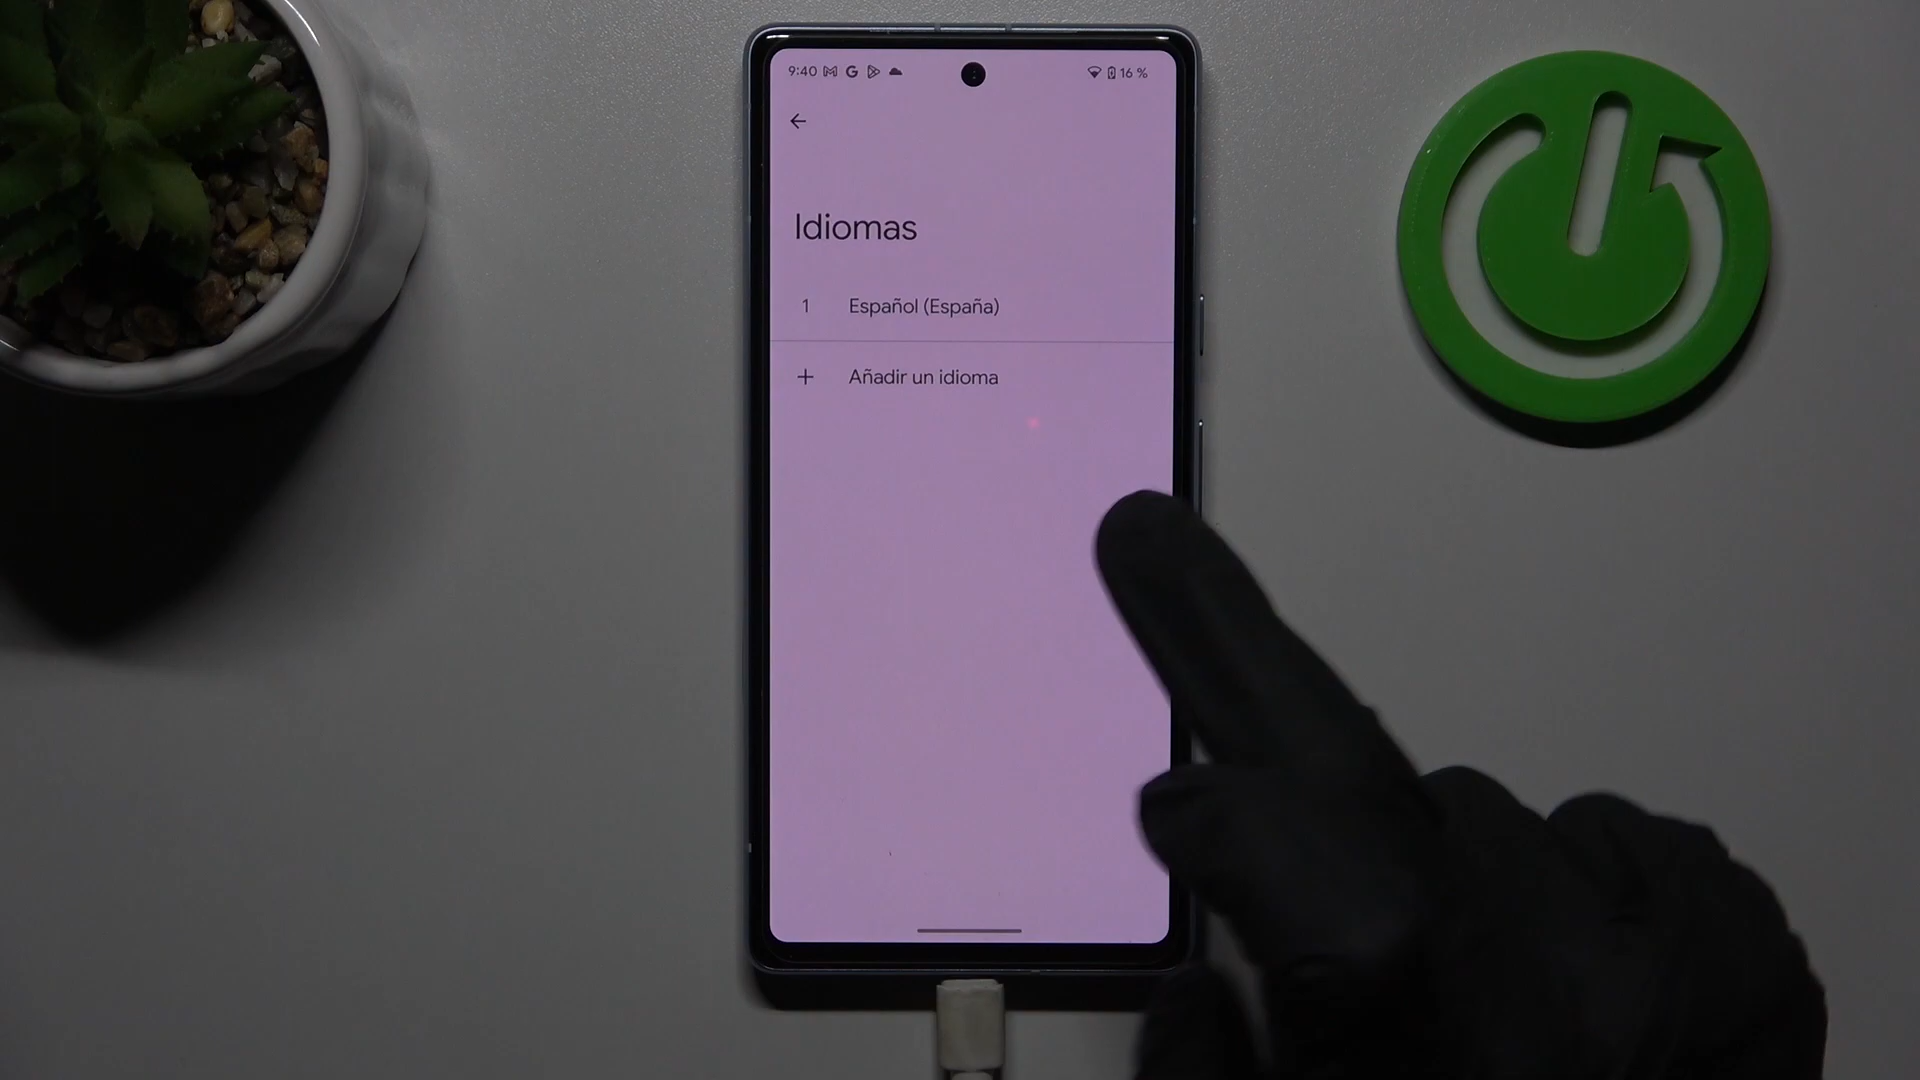 9:40 16 %
Idiomas
1 Español (España)
+ Añadir un idioma